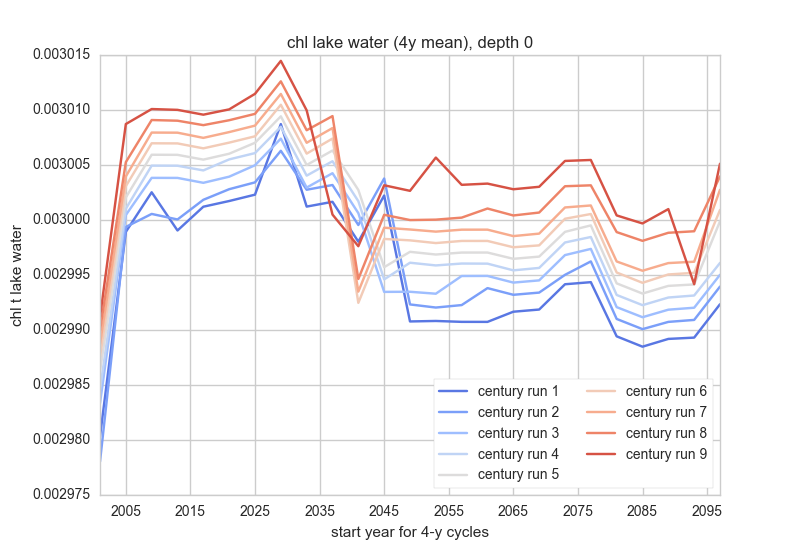 chl lake water (4y mean), depth 0
chl t lake water
0.003015
0.003010
0.003005
0.003000
0.002995
0.002990
0.002985
0.002980
0.002975
century run 1
century run 2
century run 3
century run 4
century run 5
century run 6
century run 7
century run 8
century run 9
2005 2015 2025 2035 2045 2055 2065 2075 2085 2095
start year for 4-y cycles